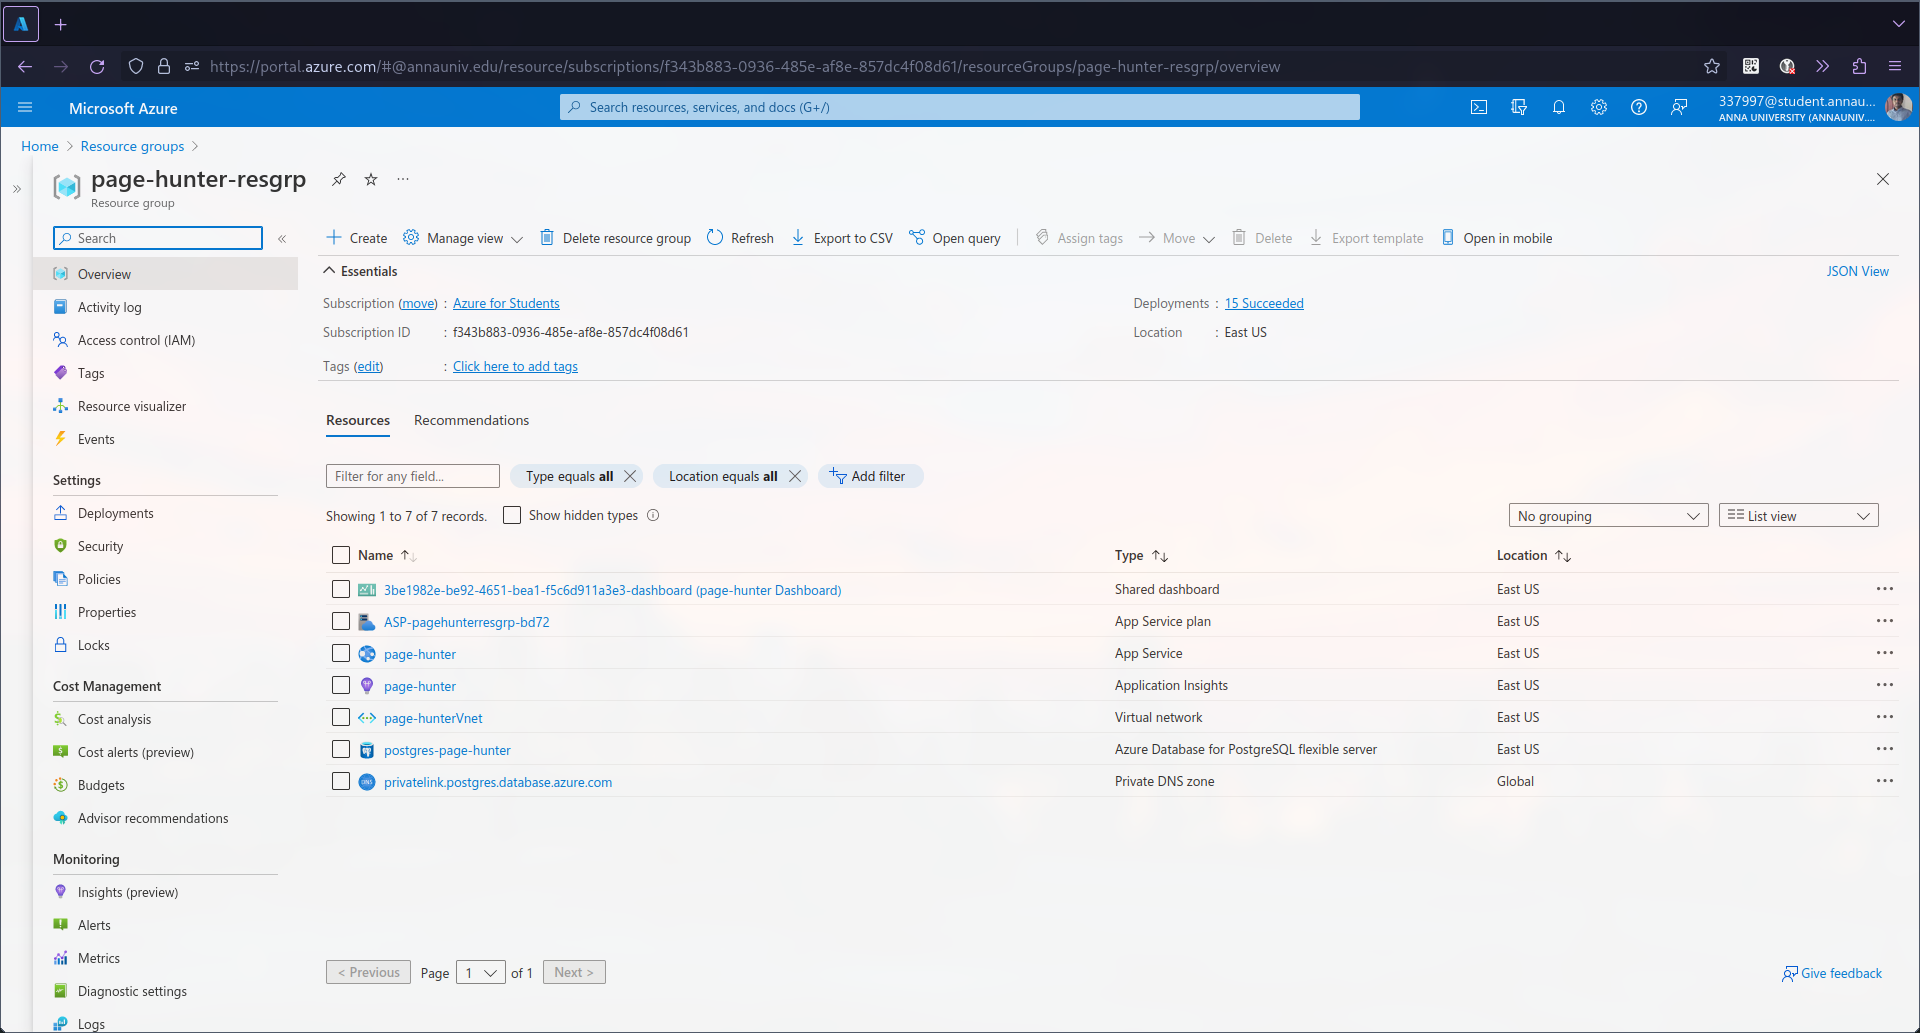 https://portal.azure.com/#@annauniv.edu/resource/subscriptions/f343b883-0936-485e-af8e-857dc4f08d61/resourceGroups/page-hunter-resgrp/overview
Microsoft Azure
Search resources, services, and docs (G+/)
337997@student.annau...
ANNA UNIVERSITY (ANNAUNIV....
Home > Resource groups >
page-hunter-resgrp
Resource group
Search
Overview
Activity log
Access control (IAM)
Tags
Resource visualizer
Events
Settings
Deployments
Security
Policies
Properties
Locks
Cost Management
Cost analysis
Cost alerts (preview)
Budgets
Advisor recommendations
Monitoring
Insights (preview)
Alerts
Metrics
Diagnostic settings
Logs
Create Manage view Delete resource group Refresh Export to CSV Open query Assign tags Move Delete Export template Open in mobile
Essentials
JSON View
Subscription (move) : Azure for Students
Deployments : 15 Succeeded
Subscription ID : f343b883-0936-485e-af8e-857dc4f08d61
Location : East US
Tags (edit) : Click here to add tags
Resources Recommendations
Filter for any field... Type equals all Location equals all Add filter
Showing 1 to 7 of 7 records. Show hidden types
No grouping List view
Name Type Location
3be1982e-be92-4651-bea1-f5c6d911a3e3-dashboard (page-hunter Dashboard) Shared dashboard East US
ASP-pagehunterresgrp-bd72 App Service plan East US
page-hunter App Service East US
page-hunter Application Insights East US
page-hunterVnet Virtual network East US
postgres-page-hunter Azure Database for PostgreSQL flexible server East US
privatelink.postgres.database.azure.com Private DNS zone Global
< Previous Page 1 of 1 Next >
Give feedback